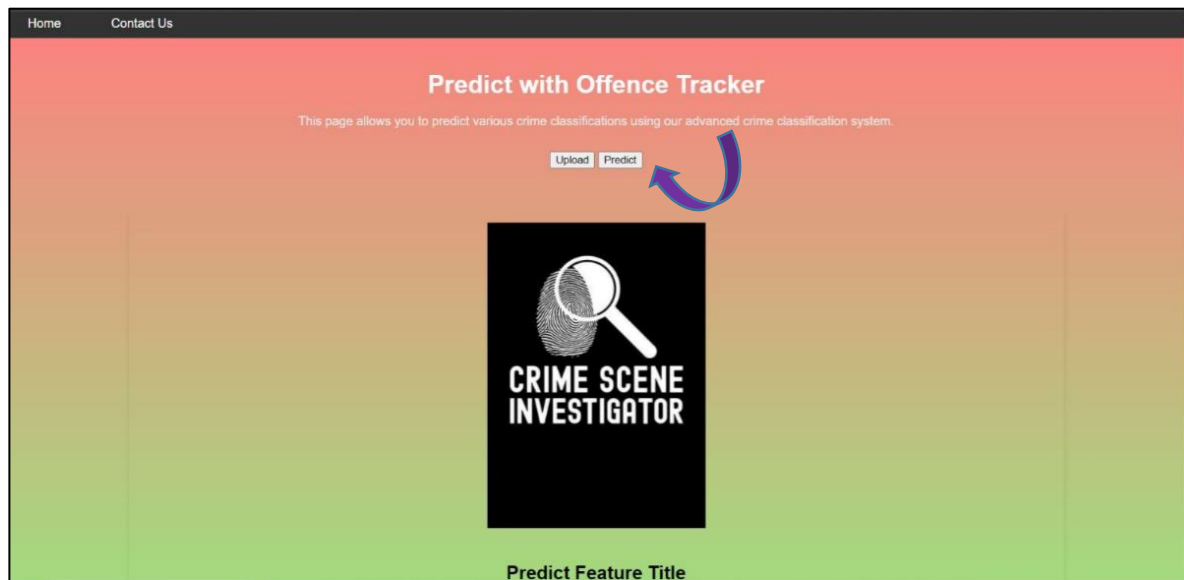 Home Contact Us
Predict with Offence Tracker
This page allows you to predict various crime classifications using our advanced crime classification system.
Upload Predict
CRIME SCENE
INVESTIGATOR
Predict Feature Title